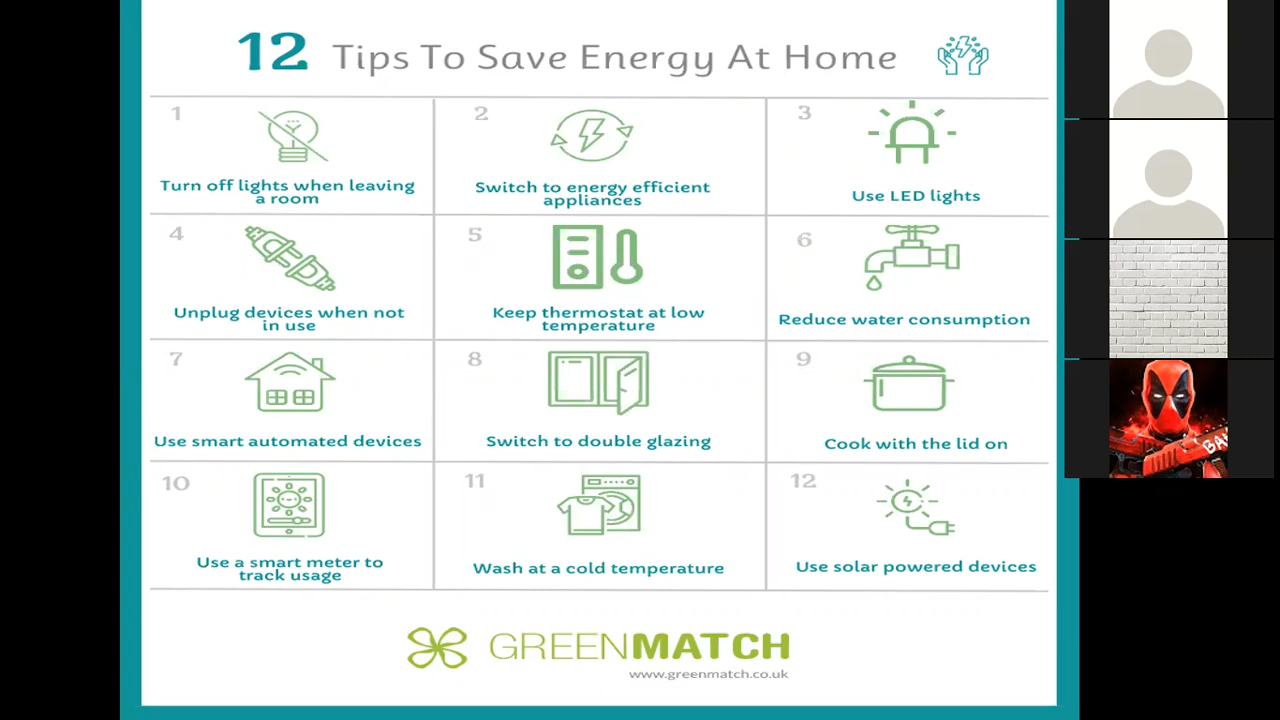 12 Tips To Save Energy At Home
1
Turn off lights when leaving
a room
2
Switch to energy efficient
appliances
3
Use LED lights
4
Unplug devices when not
in use
5
Keep thermostat at low
temperature
6
Reduce water consumption
7
Use smart automated devices
8
Switch to double glazing
9
Cook with the lid on
10
Use a smart meter to
track usage
11
Wash at a cold temperature
12
Use solar powered devices
GREENMATCH
www.greenmatch.co.uk